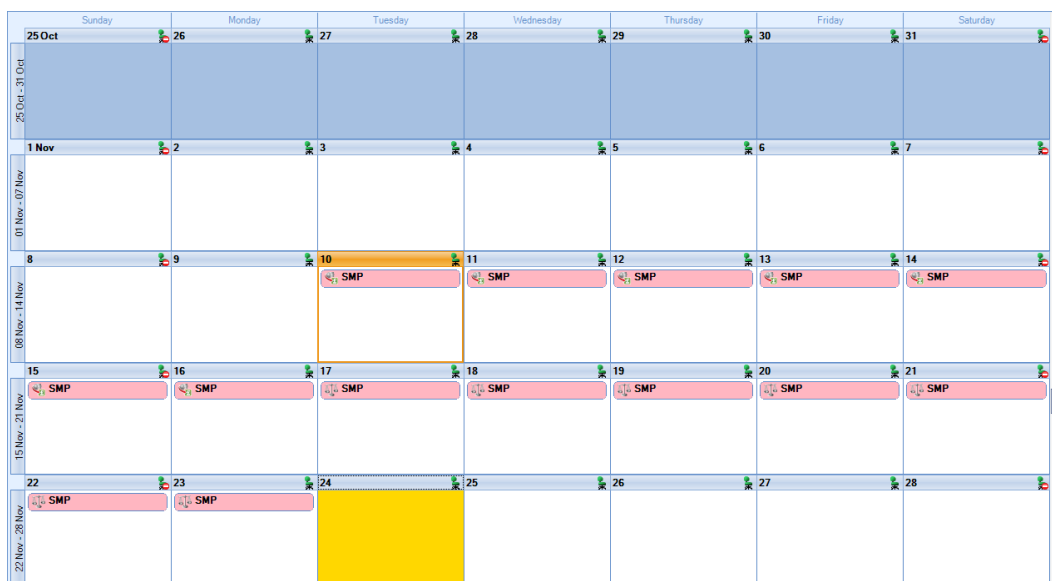 Sunday Monday Tuesday Wednesday Thursday Friday Saturday
25 Oct - 31 Oct
25 Oct 26 27 28 29 30 31
01 Nov - 07 Nov
1 Nov 2 3 4 5 6 7
08 Nov - 14 Nov
8 9 10 11 12 13 14
SMP SMP SMP SMP SMP
15 Nov - 21 Nov
15 16 17 18 19 20 21
SMP SMP SMP SMP SMP SMP SMP
22 Nov - 28 Nov
22 23 24 25 26 27 28
SMP SMP